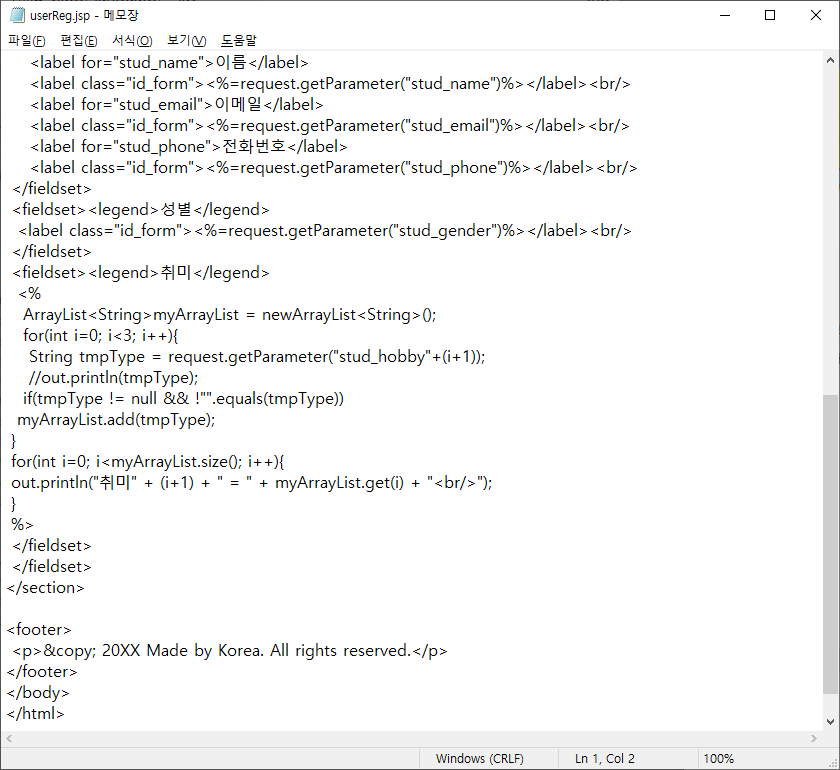 userReg.jsp - 메모장
파일(F) 편집(E) 서식(O) 보기(V) 도움말
<label for="stud_name">이름</label>
<label class="id_form"><%=request.getParameter("stud_name")%></label><br/>
<label for="stud_email">이메일</label>
<label class="id_form"><%=request.getParameter("stud_email")%></label><br/>
<label for="stud_phone">전화번호</label>
<label class="id_form"><%=request.getParameter("stud_phone")%></label><br/>
</fieldset>
<fieldset><legend>성별</legend>
<label class="id_form"><%=request.getParameter("stud_gender")%></label><br/>
</fieldset>
<fieldset><legend>취미</legend>
<%
ArrayList<String>myArrayList = newArrayList<String>();
for(int i=0; i<3; i++){
String tmpType = request.getParameter("stud_hobby"+(i+1));
//out.println(tmpType);
if(tmpType != null && !"".equals(tmpType))
myArrayList.add(tmpType);
}
for(int i=0; i<myArrayList.size(); i++){
out.println("취미" + (i+1) + " = " + myArrayList.get(i) + "<br/>");
}
%>
</fieldset>
</fieldset>
</section>
<footer>
<p>&copy; 20XX Made by Korea. All rights reserved.</p>
</footer>
</body>
</html>
Windows (CRLF) Ln 1, Col 2 100%